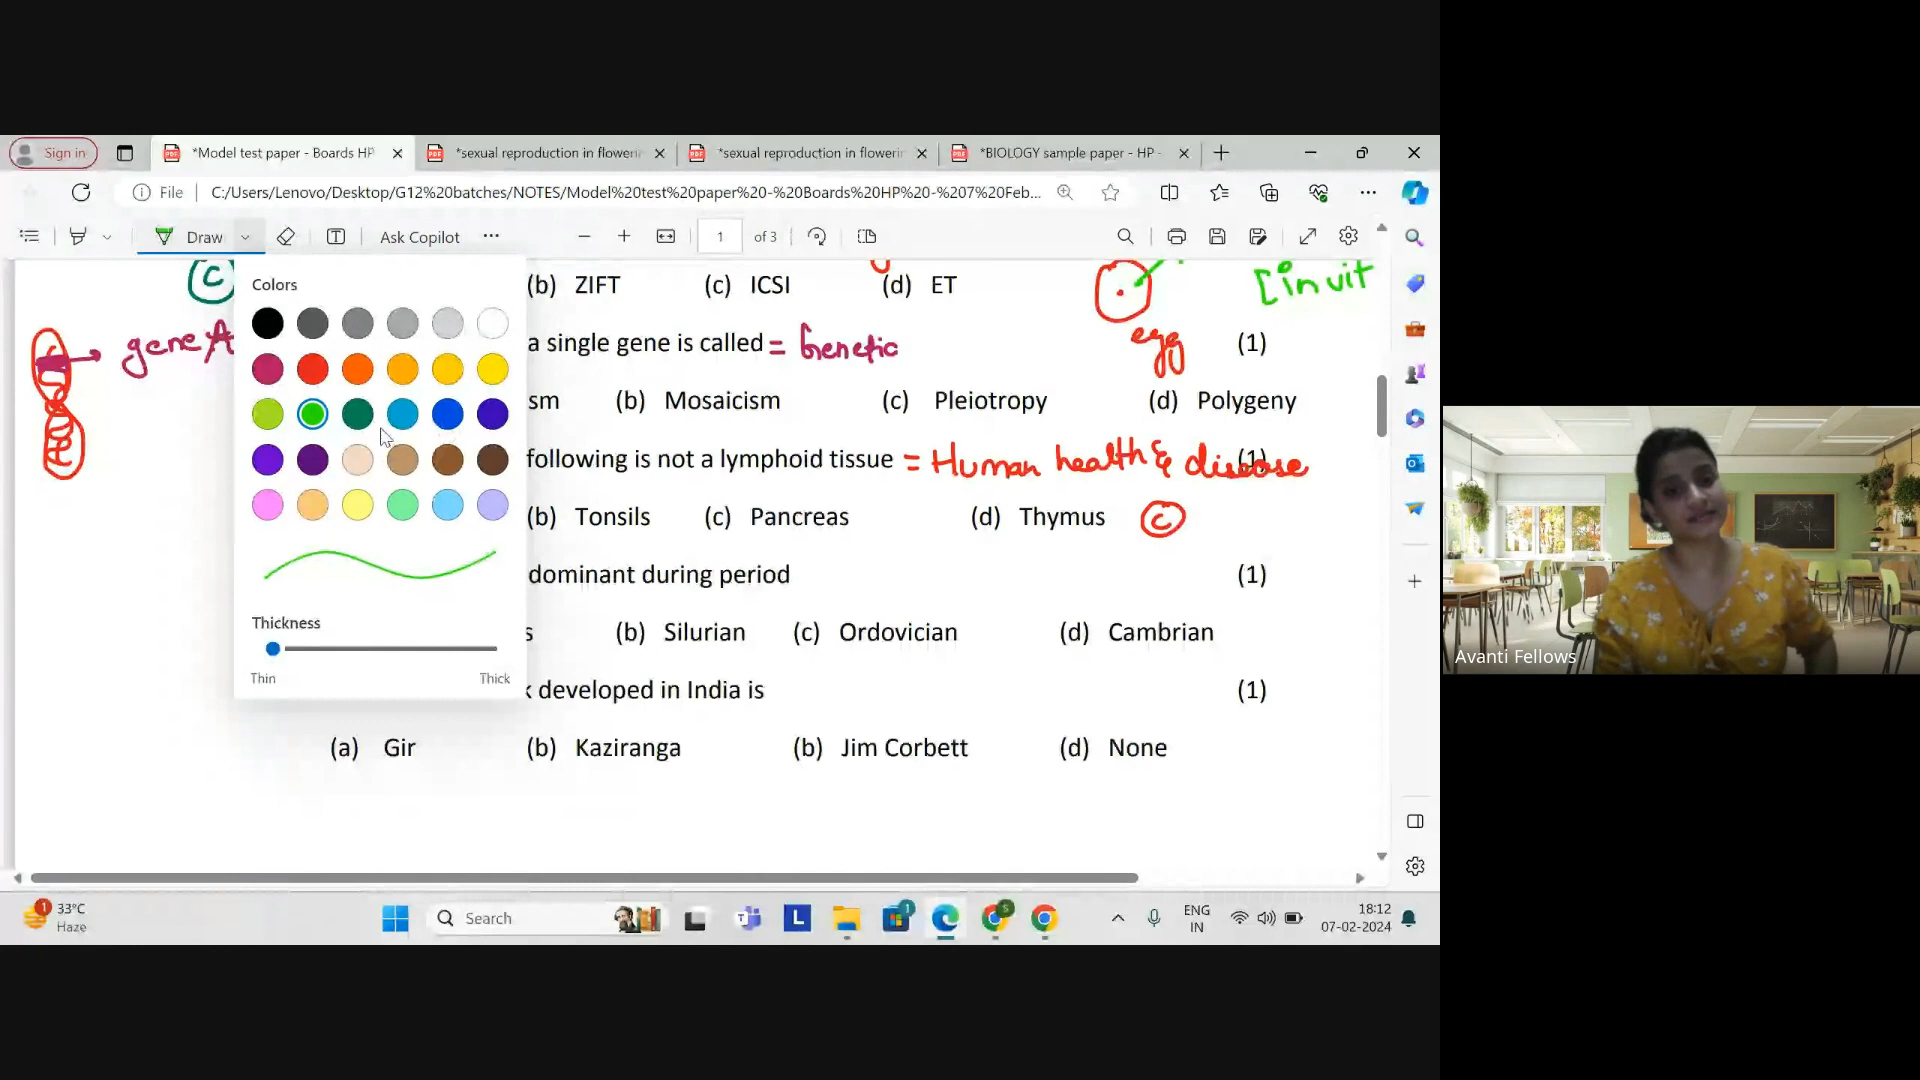 Sign in
*Model test paper - Boards HP
*sexual reproduction in flowerin
*sexual reproduction in flowerin
*BIOLOGY sample paper - HP -
File
C:/Users/Lenovo/Desktop/G12%20batches/NOTES/Model%20test%20paper%20-%20Boards%20HP%20-%207%20Feb...
Draw
Ask Copilot
1 of 3
C
(b) ZIFT (c) ICSI (d) ET
[in vit
Colors
gene A
a single gene is called = Genetic
egg
(1)
sm (b) Mosaicism (c) Pleiotropy (d) Polygeny
following is not a lymphoid tissue = Human health & disease (1)
(b) Tonsils (c) Pancreas (d) Thymus C
dominant during period (1)
s (b) Silurian (c) Ordovician (d) Cambrian
Thickness
Thin Thick
k developed in India is (1)
(a) Gir (b) Kaziranga (b) Jim Corbett (d) None
Avanti Fellows
1
33°C
Haze
Search
L
1
S
ENG
IN
18:12
07-02-2024